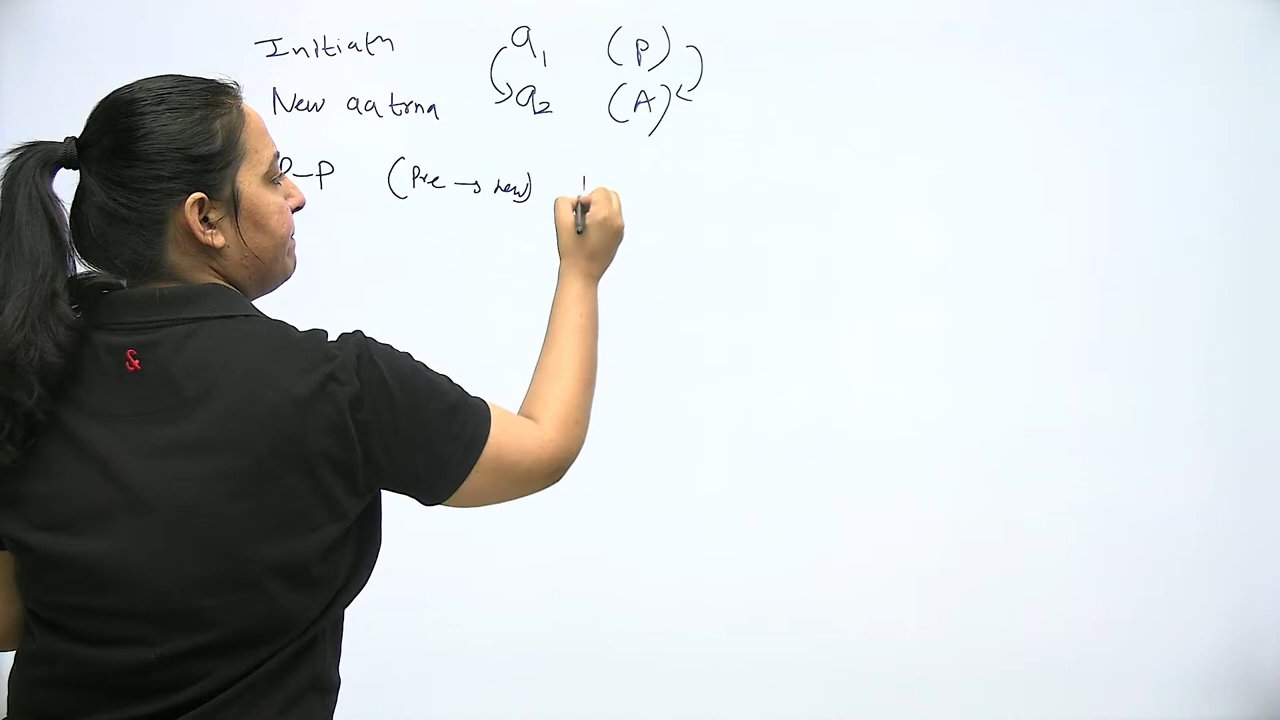 Initiatn a1 (P)
New aatrna a2 (A)
P-P (Pre → new)
&